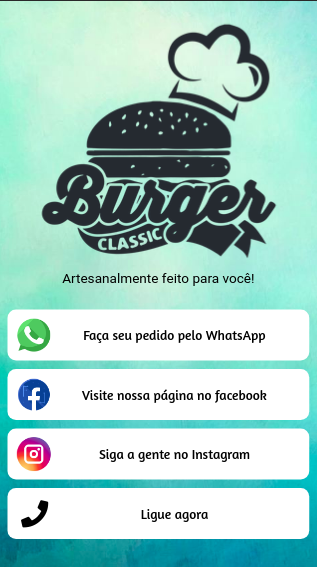 Burger
CLASSIC
Artesanalmente feito para você!
Faça seu pedido pelo WhatsApp
Visite nossa página no facebook
Siga a gente no Instagram
Ligue agora